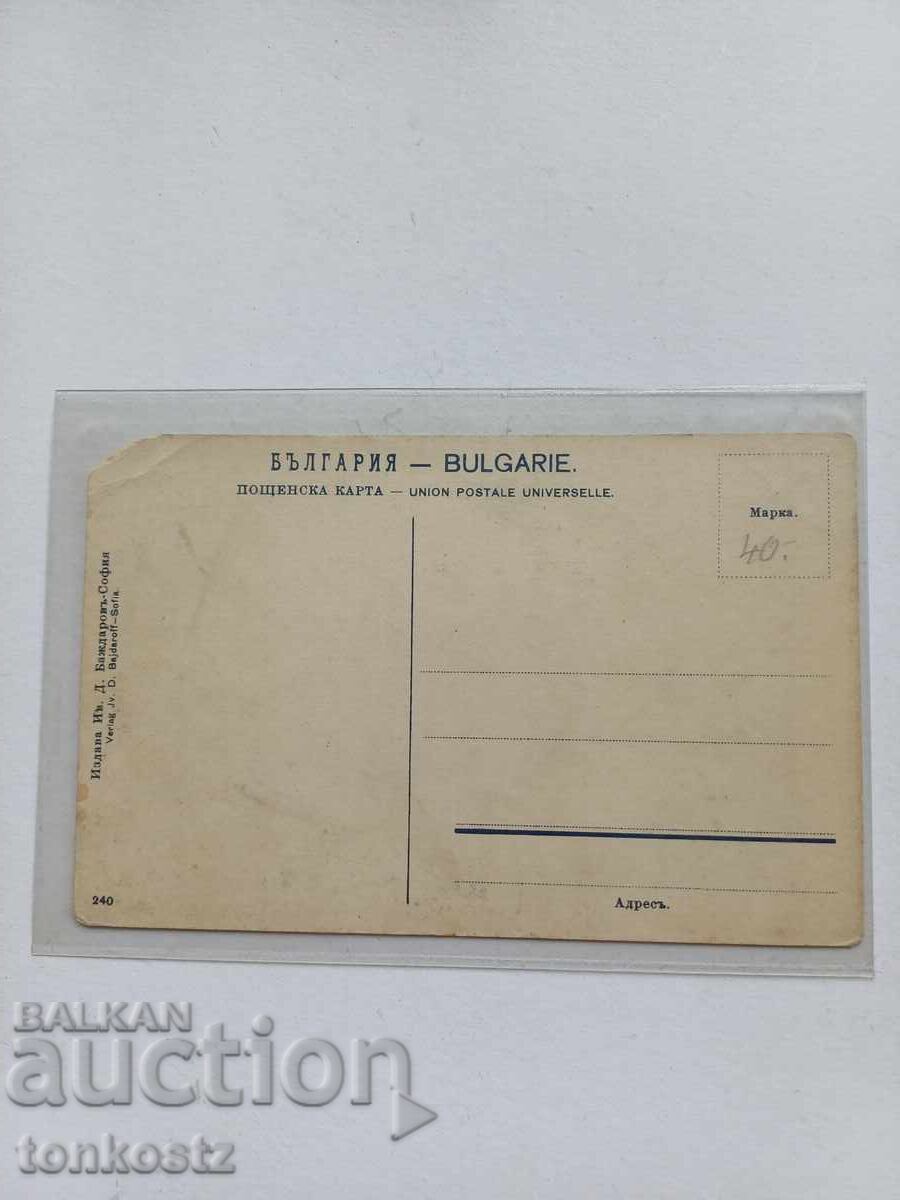 БЪЛГАРИЯ — BULGARIE.
ПОЩЕНСКА КАРТА — UNION POSTALE UNIVERSELLE.
Марка.
40.-
Издава Ив. Д. Баждаровъ-София
Verlag Jv. D. Bajdaroff—Sofia.
240
Адресъ.
BALKAN
auction
tonkostz